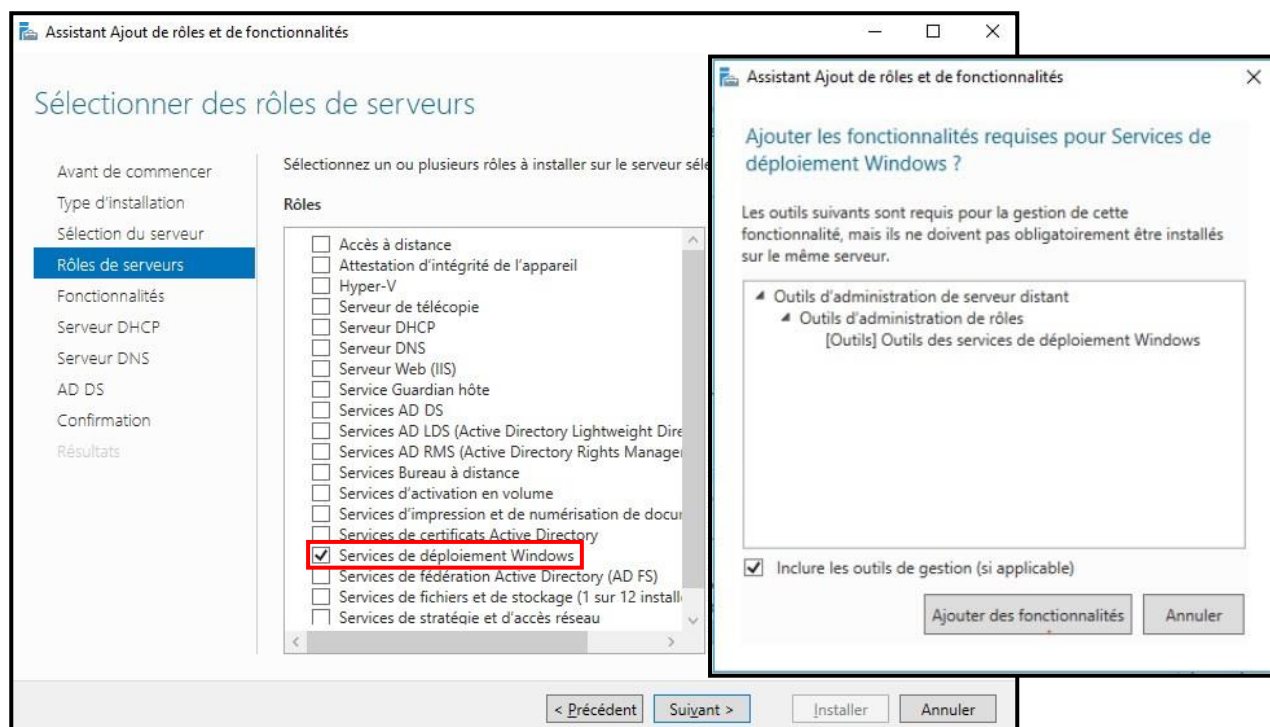 Assistant Ajout de rôles et de fonctionnalités
Sélectionner des rôles de serveurs
Avant de commencer
Type d'installation
Sélection du serveur
Rôles de serveurs
Fonctionnalités
Serveur DHCP
Serveur DNS
AD DS
Confirmation
Résultats
Sélectionnez un ou plusieurs rôles à installer sur le serveur séle
Rôles
Accès à distance
Attestation d'intégrité de l'appareil
Hyper-V
Serveur de télécopie
Serveur DHCP
Serveur DNS
Serveur Web (IIS)
Service Guardian hôte
Services AD DS
Services AD LDS (Active Directory Lightweight Dire
Services AD RMS (Active Directory Rights Manage
Services Bureau à distance
Services d'activation en volume
Services d'impression et de numérisation de docu
Services de certificats Active Directory
Services de déploiement Windows
Services de fédération Active Directory (AD FS)
Services de fichiers et de stockage (1 sur 12 install
Services de stratégie et d'accès réseau
< Précédent
Suivant >
Installer
Annuler
Assistant Ajout de rôles et de fonctionnalités
Ajouter les fonctionnalités requises pour Services de
déploiement Windows ?
Les outils suivants sont requis pour la gestion de cette
fonctionnalité, mais ils ne doivent pas obligatoirement être installés
sur le même serveur.
Outils d'administration de serveur distant
Outils d'administration de rôles
[Outils] Outils des services de déploiement Windows
Inclure les outils de gestion (si applicable)
Ajouter des fonctionnalités
Annuler